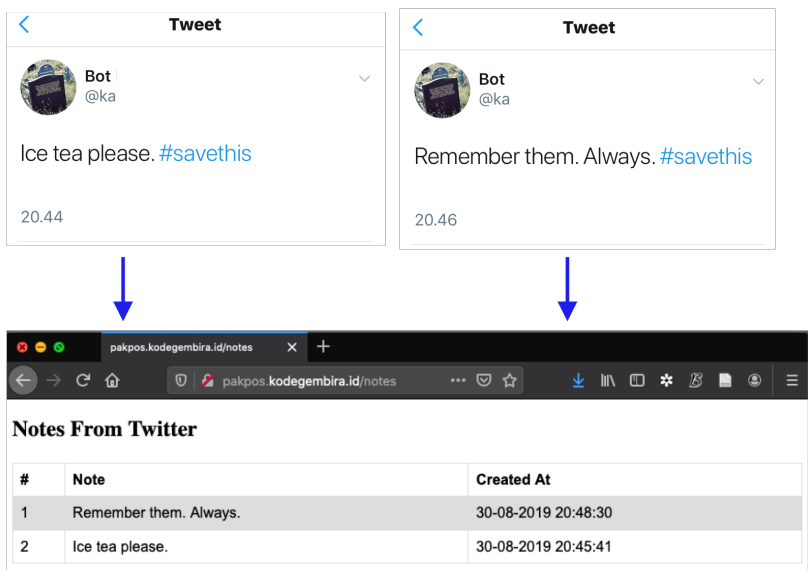 Tweet
Bot
@ka
Ice tea please. #savethis
20.44
Tweet
Bot
@ka
Remember them. Always. #savethis
20.46
pakpos.kodegembira.id/notes
pakpos.kodegembira.id/notes
Notes From Twitter
# Note Created At
1 Remember them. Always. 30-08-2019 20:48:30
2 Ice tea please. 30-08-2019 20:45:41